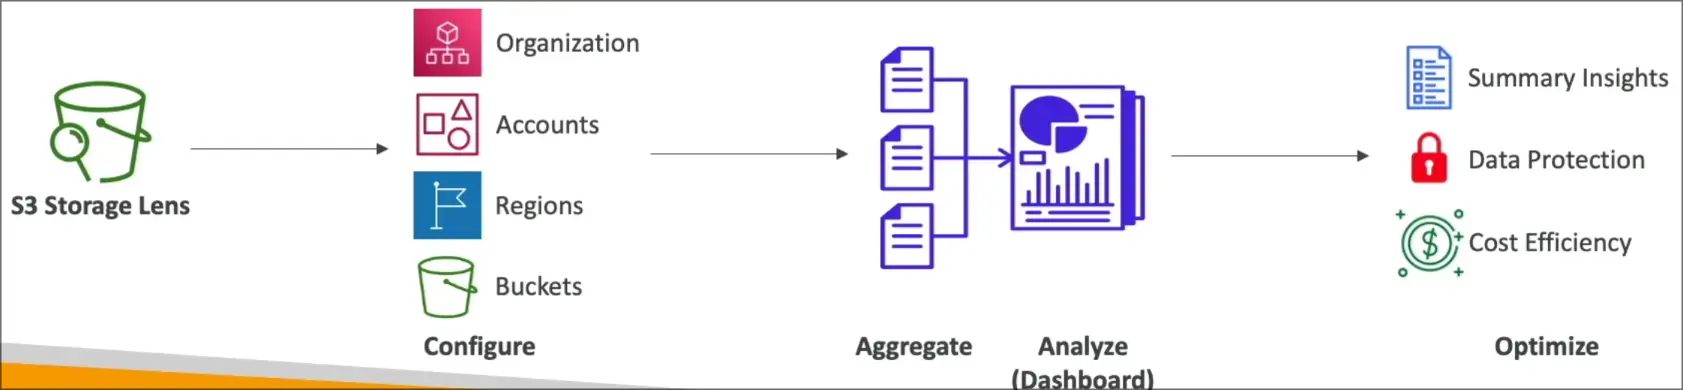 S3 Storage Lens
Organization
Accounts
Regions
Buckets
Configure
Aggregate
Analyze
(Dashboard)
Summary Insights
Data Protection
$ Cost Efficiency
Optimize